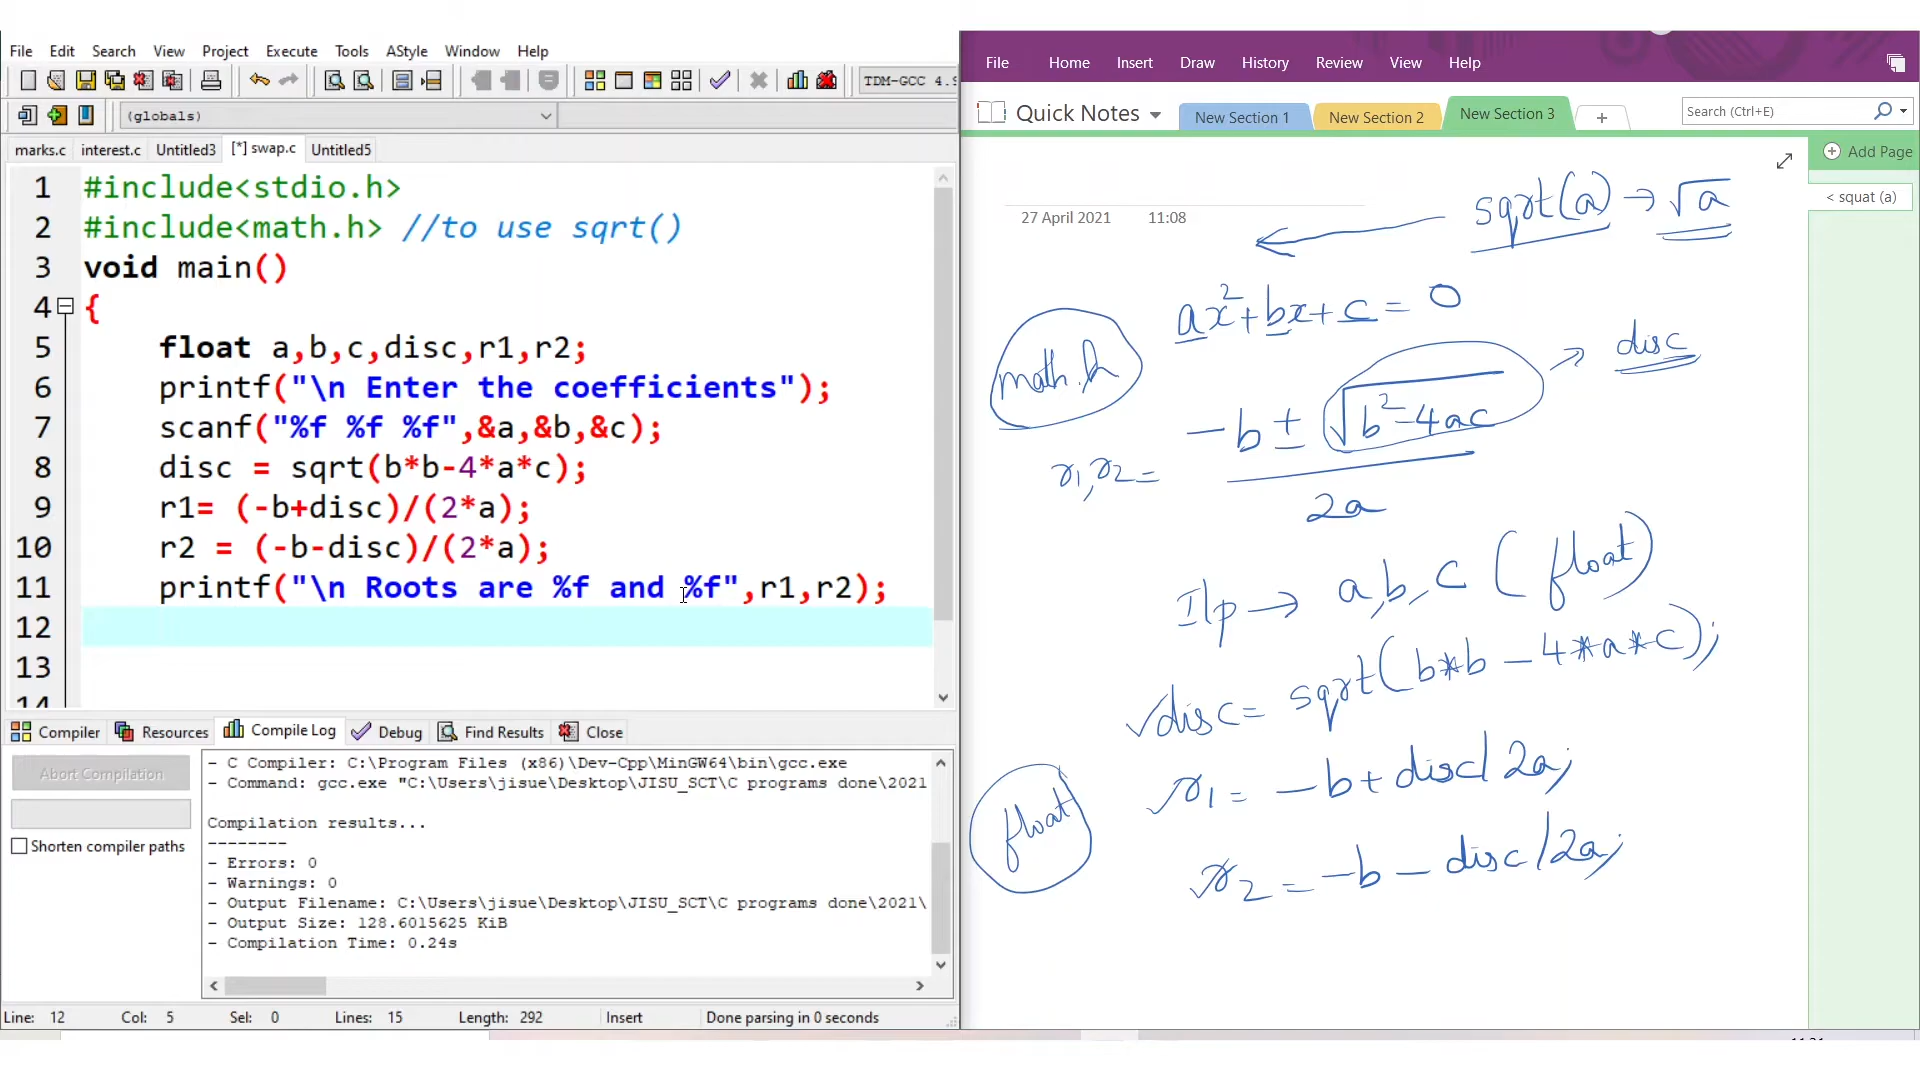 File Edit Search View Project Execute Tools AStyle Window Help
TDM-GCC 4.9
(globals)
marks.c interest.c Untitled3 [*] swap.c Untitled5
1 #include<stdio.h>
2 #include<math.h> //to use sqrt()
3 void main()
4 {
5 float a,b,c,disc,r1,r2;
6 printf("\n Enter the coefficients");
7 scanf("%f %f %f",&a,&b,&c);
8 disc = sqrt(b*b-4*a*c);
9 r1= (-b+disc)/(2*a);
10 r2 = (-b-disc)/(2*a);
11 printf("\n Roots are %f and %f",r1,r2);
12
13
14
Compiler Resources Compile Log Debug Find Results Close
Abort Compilation
Shorten compiler paths
- C Compiler: C:\Program Files (x86)\Dev-Cpp\MinGW64\bin\gcc.exe
- Command: gcc.exe "C:\Users\jisue\Desktop\JISU_SCT\C programs done\2021
Compilation results...
--------
- Errors: 0
- Warnings: 0
- Output Filename: C:\Users\jisue\Desktop\JISU_SCT\C programs done\2021\
- Output Size: 128.6015625 KiB
- Compilation Time: 0.24s
Line: 12 Col: 5 Sel: 0 Lines: 15 Length: 292 Insert Done parsing in 0 seconds
File Home Insert Draw History Review View Help
Quick Notes New Section 1 New Section 2 New Section 3 + Search (Ctrl+E)
Add Page
< squat (a)
27 April 2021 11:08
sqrt(a) → √a
ax²+bx+c = 0
math.h
disc
r1,r2 = -b ± √b²-4ac
2a
I/p → a,b,c (float)
disc = sqrt(b*b - 4*a*c);
r1 = -b+disc/2a;
float
r2 = -b - disc/2a;